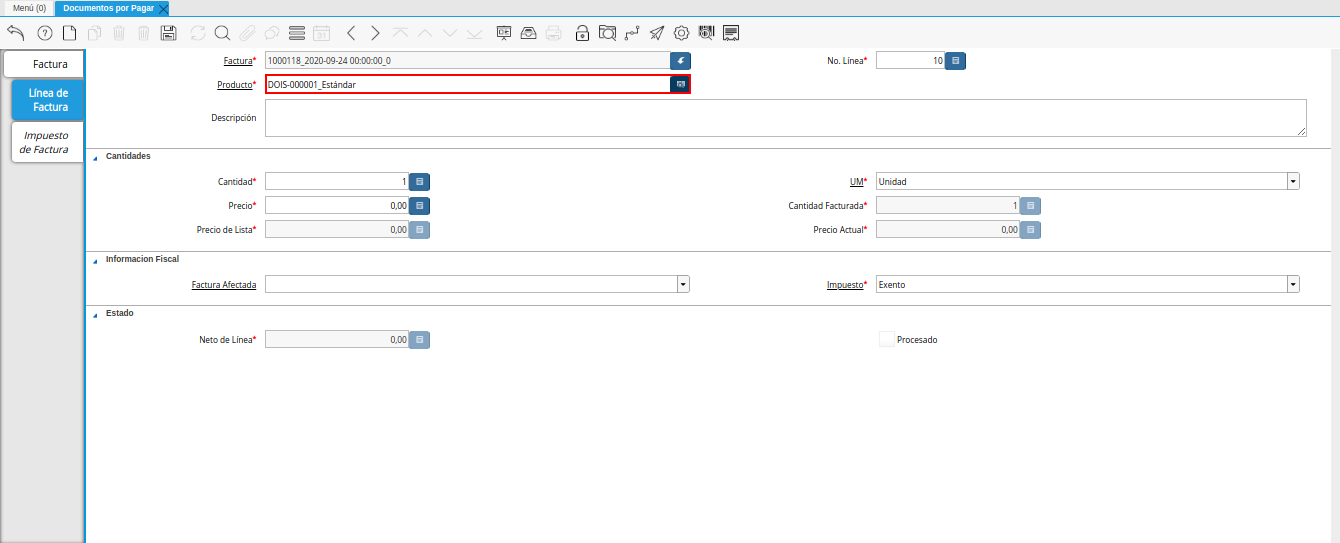 Menú (0) Documentos por Pagar
Factura
Línea de
Factura
Impuesto
de Factura
Factura* 1000118_2020-09-24 00:00:00_0 No. Línea* 10
Producto* DOIS-000001_Estándar
Descripción
Cantidades
Cantidad* 1 UM* Unidad
Precio* 0,00 Cantidad Facturada* 1
Precio de Lista* 0,00 Precio Actual* 0,00
Informacion Fiscal
Factura Afectada Impuesto* Exento
Estado
Neto de Línea* 0,00 Procesado